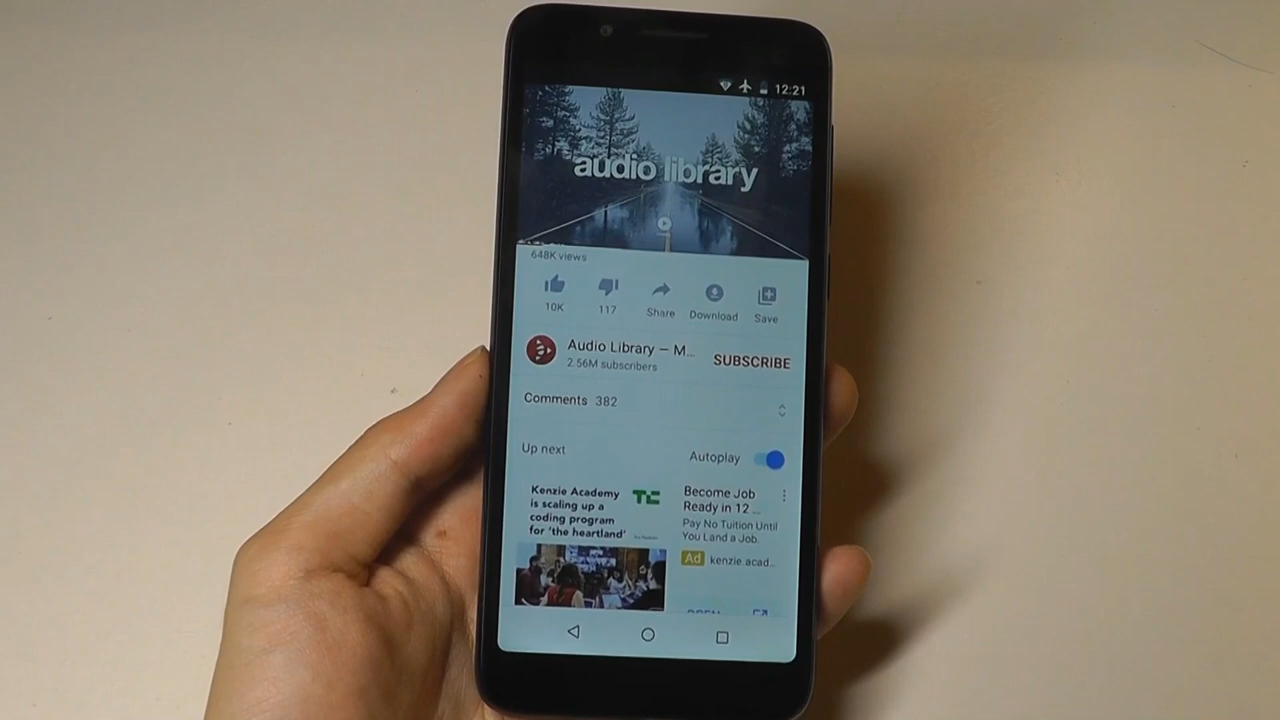 12:21
audio library
648K views
10K
117
Share
Download
Save
Audio Library — M...
2.56M subscribers
SUBSCRIBE
Comments 382
Up next
Autoplay
Kenzie Academy
is scaling up a
coding program
for 'the heartland'
TC
Become Job
Ready in 12 ...
Pay No Tuition Until
You Land a Job.
Ad kenzie.acad...
OPEN